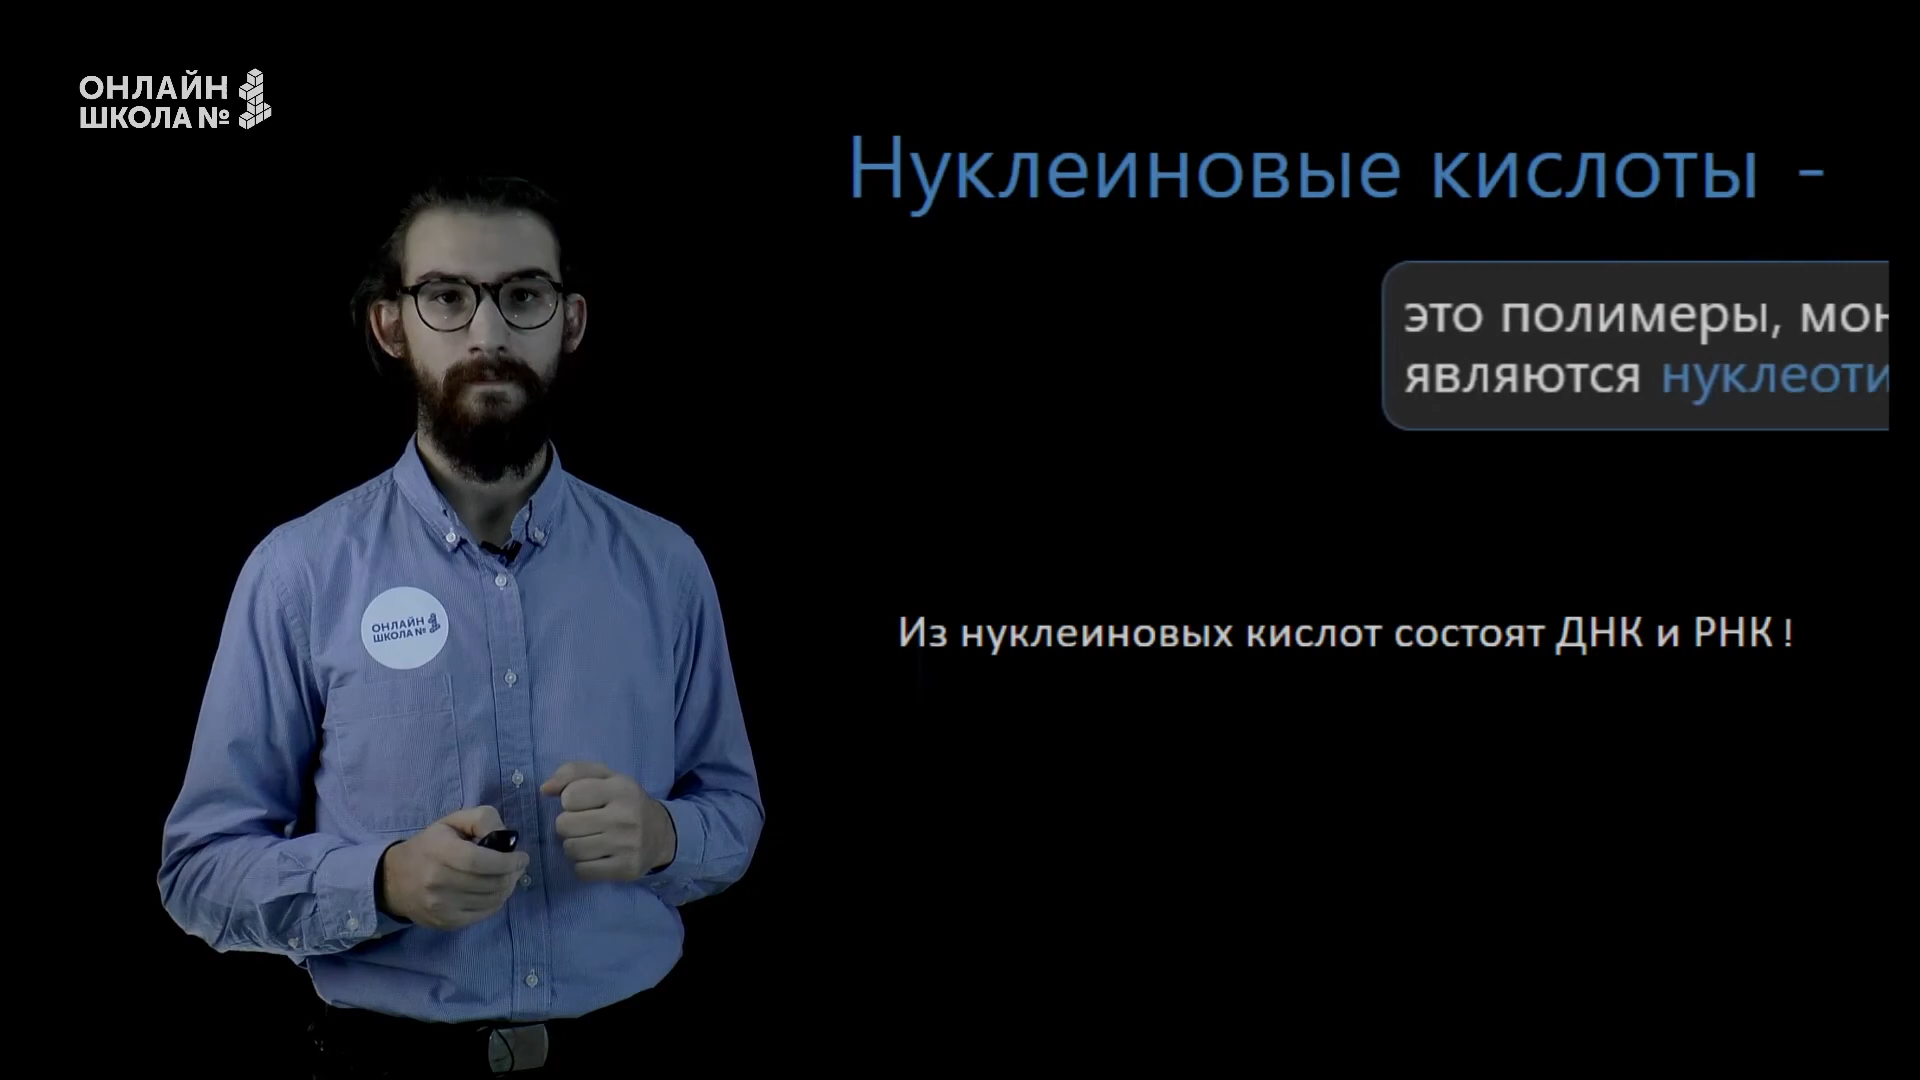 ОНЛАЙН
ШКОЛА №
Нуклеиновые кислоты -
это полимеры, мон
являются нуклеоти
Из нуклеиновых кислот состоят ДНК и РНК !
ОНЛАЙН
ШКОЛА №